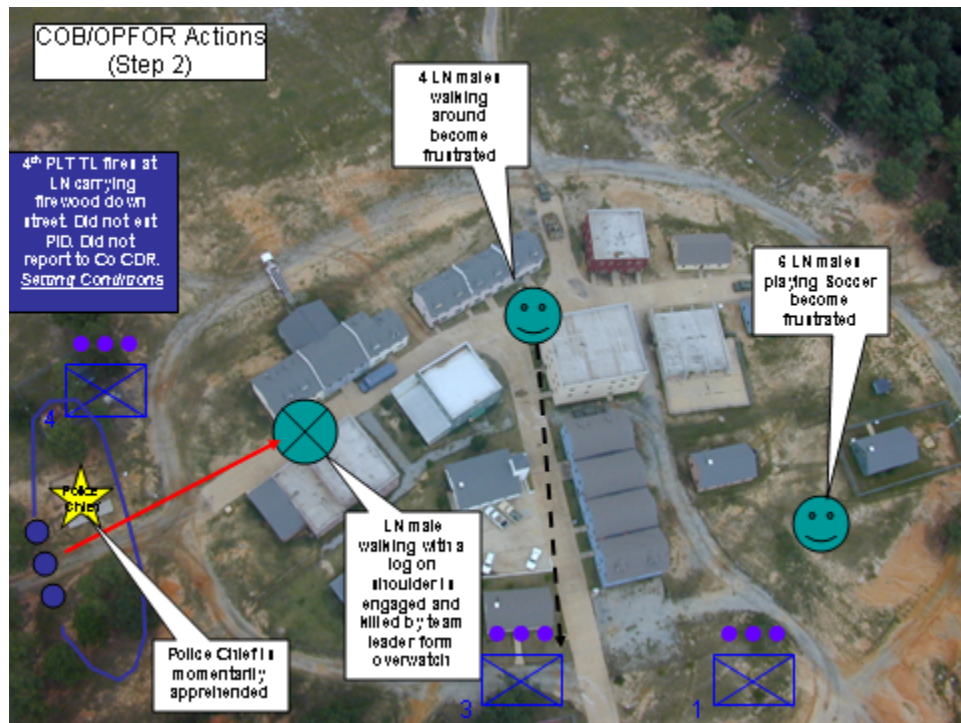 COB/OPFOR Actions
(Step 2)
4 LN males
walking
around
become
frustrated
4th PLT TL fires at
LN carrying
firewood down
street. Did not est
PID. Did not
report to Co CDR.
Setting Conditions
6 LN males
playing Soccer
become
frustrated
4
Police
Chief
LN male
walking with a
log on
shoulder is
engaged and
killed by team
leader form
overwatch
Police Chief is
momentarily
apprehended
3
1